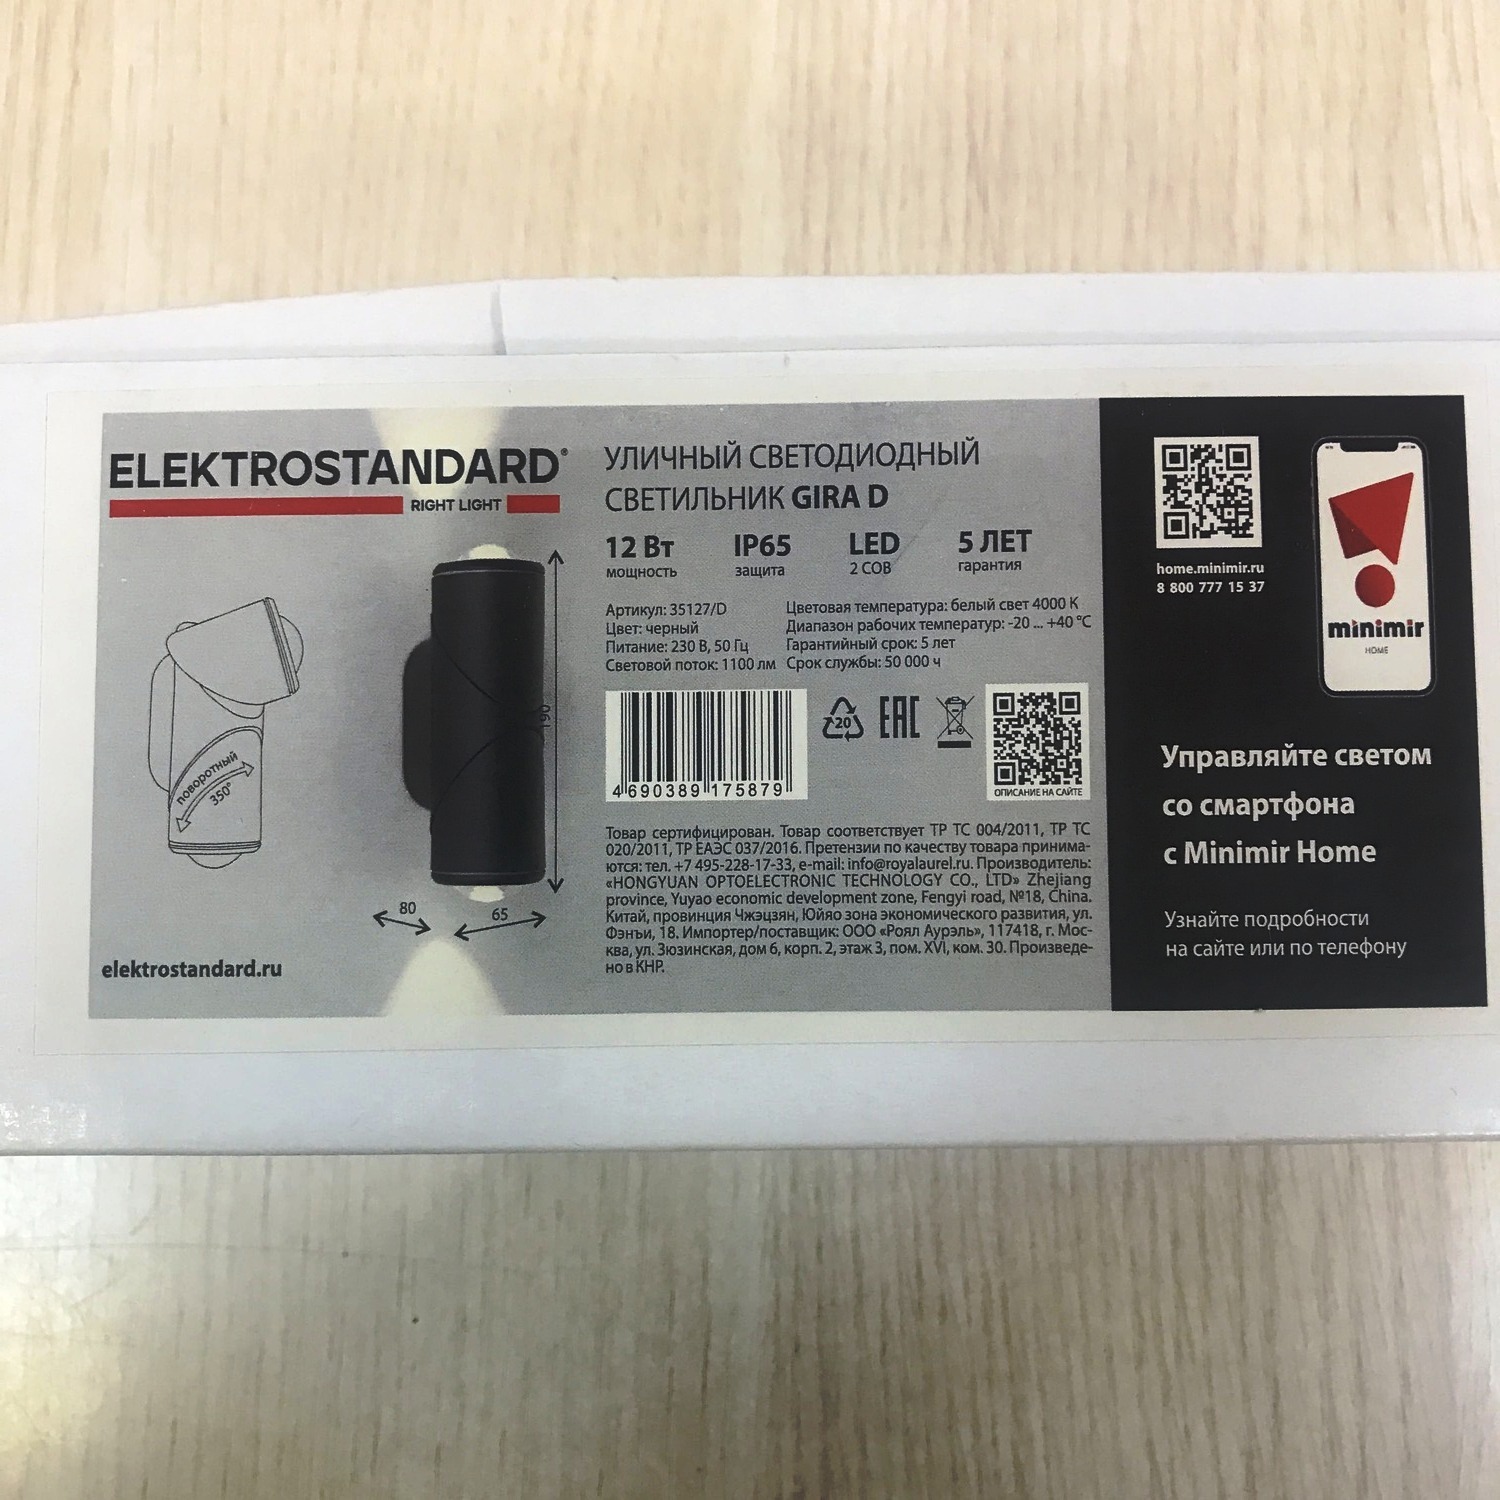 ELEKTROSTANDARD®
RIGHT LIGHT
поворотный
350°
190
80
65
elektrostandard.ru
УЛИЧНЫЙ СВЕТОДИОДНЫЙ
СВЕТИЛЬНИК GIRA D
12 Вт IP65 LED 5 ЛЕТ
мощность защита 2 COB гарантия
Артикул: 35127/D
Цвет: черный
Питание: 230 В, 50 Гц
Световой поток: 1100 лм
Цветовая температура: белый свет 4000 К
Диапазон рабочих температур: -20 ... +40 °С
Гарантийный срок: 5 лет
Срок службы: 50 000 ч
4 690389 175879
20
EAC
ОПИСАНИЕ НА САЙТЕ
Товар сертифицирован. Товар соответствует ТР ТС 004/2011, ТР ТС
020/2011, ТР ЕАЭС 037/2016. Претензии по качеству товара принима-
ются: тел. +7 495-228-17-33, e-mail: info@royalaurel.ru. Производитель:
«HONGYUAN OPTOELECTRONIC TECHNOLOGY CO., LTD» Zhejiang
province, Yuyao economic development zone, Fengyi road, №18, China.
Китай, провинция Чжэцзян, Юйяо зона экономического развития, ул.
Фэнъи, 18. Импортер/поставщик: ООО «Роял Аурэль», 117418, г. Мос-
ква, ул. Зюзинская, дом 6, корп. 2, этаж 3, пом. XVI, ком. 30. Произведе-
но в КНР.
home.minimir.ru
8 800 777 15 37
minimir
HOME
Управляйте светом
со смартфона
с Minimir Home
Узнайте подробности
на сайте или по телефону